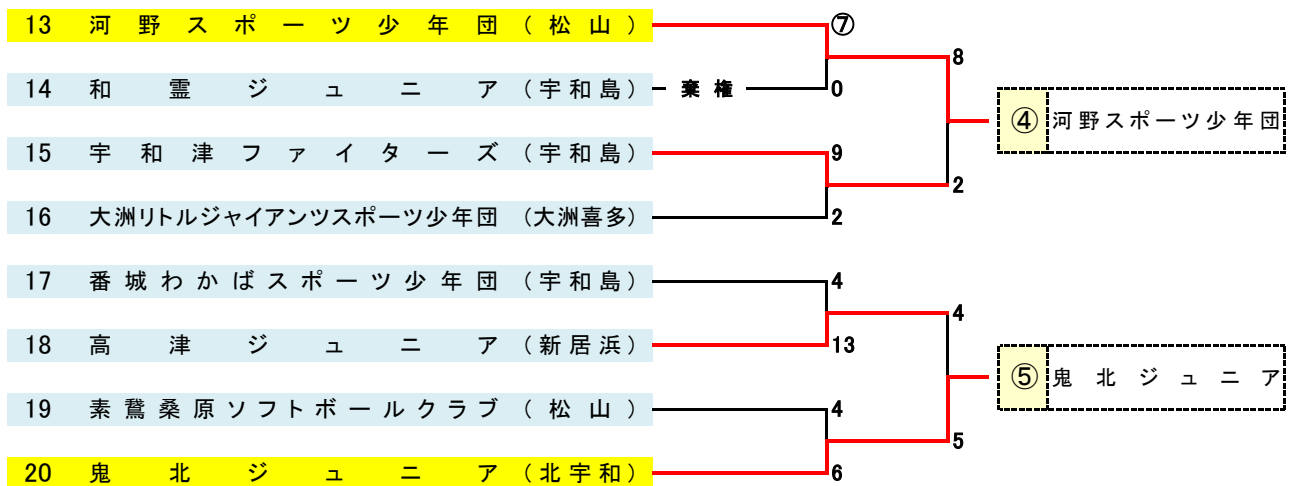 13 河野スポーツ少年団 (松山) ⑦
8
14 和霊ジュニア (宇和島) 棄権 0
④ 河野スポーツ少年団
15 宇和津ファイターズ (宇和島) 9
2
16 大洲リトルジャイアンツスポーツ少年団 (大洲喜多) 2
17 番城わかばスポーツ少年団 (宇和島) 4
4
18 高津ジュニア (新居浜) 13
⑤ 鬼北ジュニア
19 素鵞桑原ソフトボールクラブ (松山) 4
5
20 鬼北ジュニア (北宇和) 6